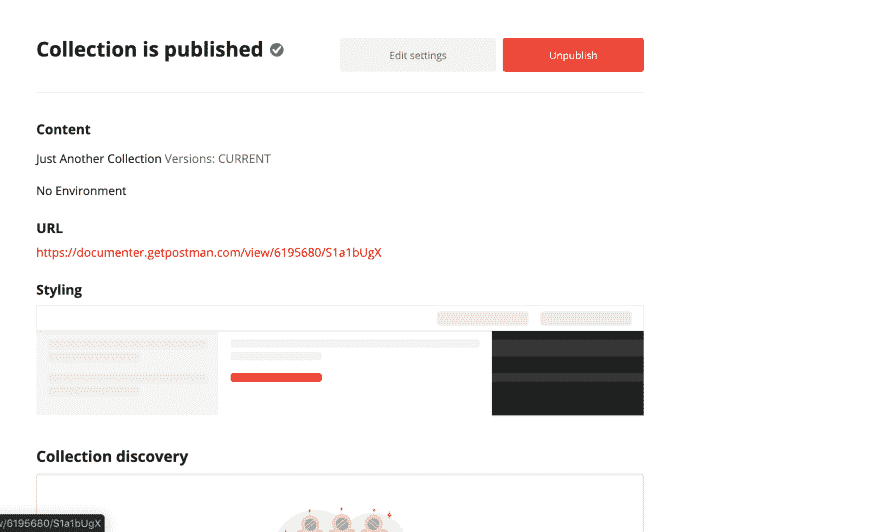 Collection is published
Edit settings
Unpublish
Content
Just Another Collection Versions: CURRENT
No Environment
URL
https://documenter.getpostman.com/view/6195680/S1a1bUgX
Styling
Collection discovery
w/6195680/S1a1bUgX